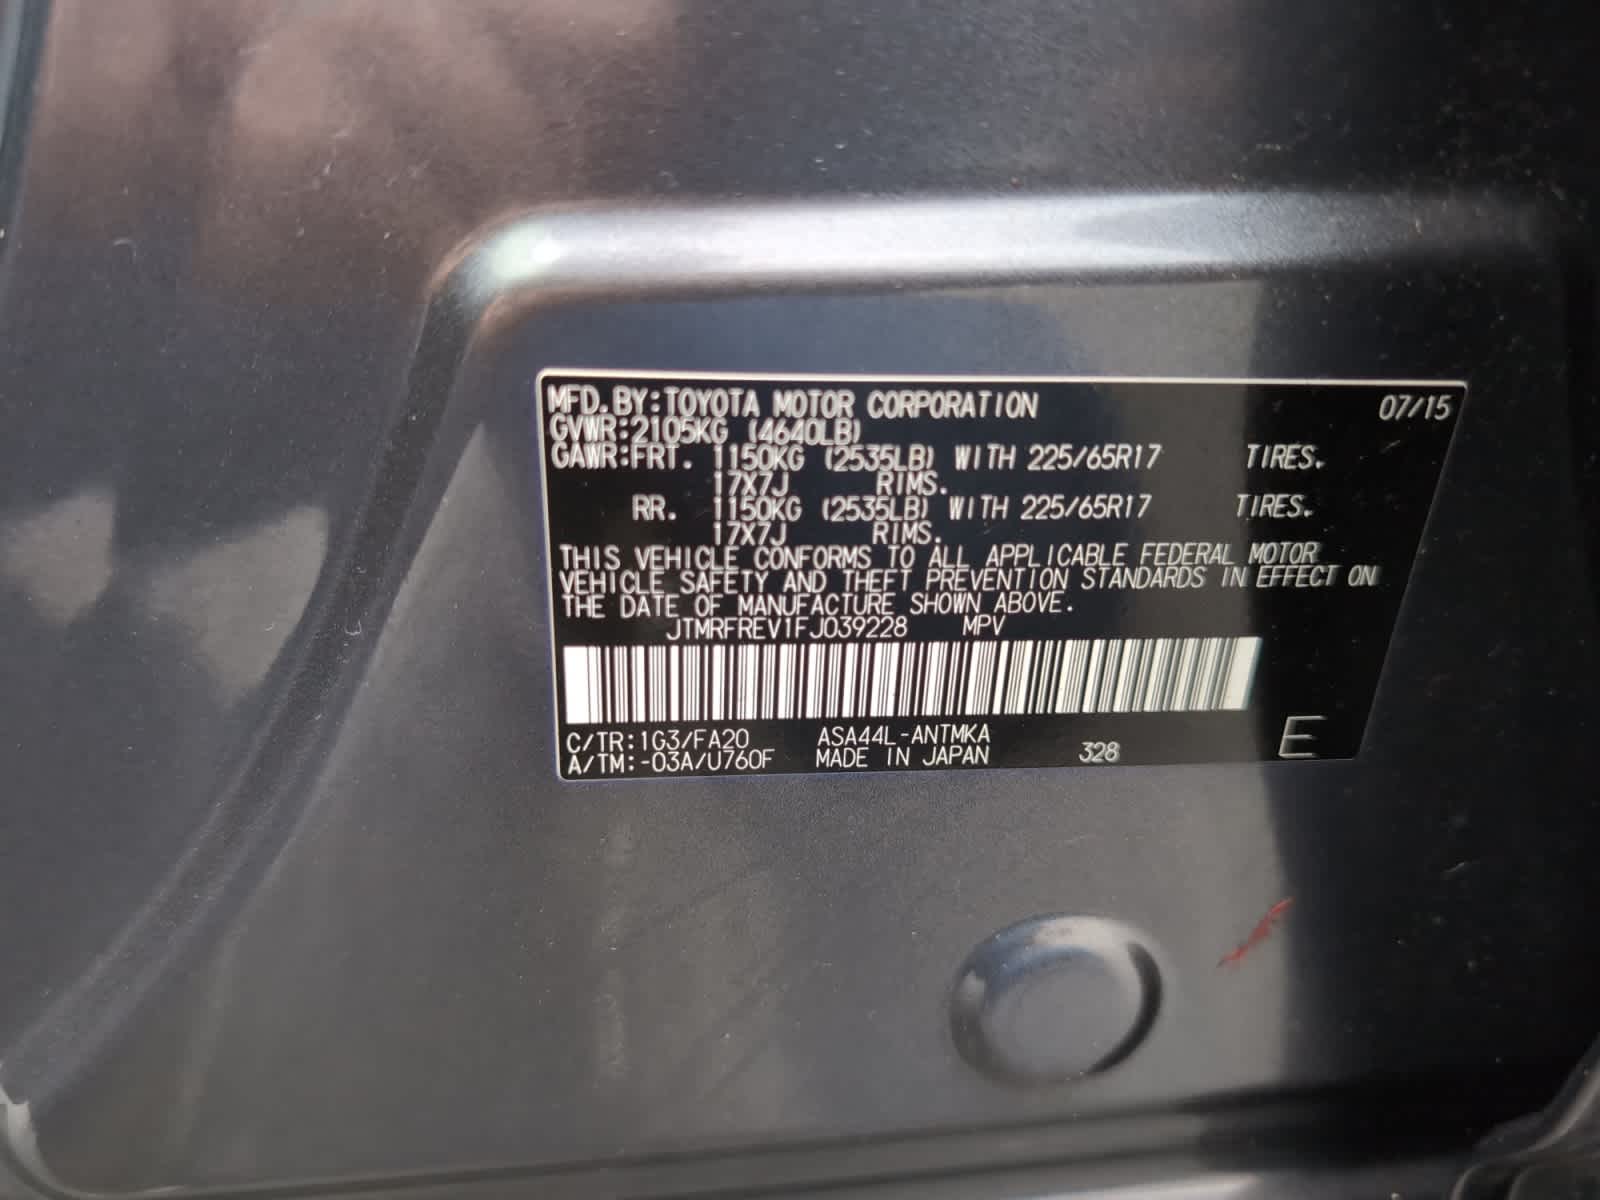 MFD.BY:TOYOTA MOTOR CORPORATION 07/15
GVWR:2105KG (4640LB)
GAWR:FRT. 1150KG (2535LB) WITH 225/65R17 TIRES.
17X7J RIMS.
RR. 1150KG (2535LB) WITH 225/65R17 TIRES.
17X7J RIMS.
THIS VEHICLE CONFORMS TO ALL APPLICABLE FEDERAL MOTOR
VEHICLE SAFETY AND THEFT PREVENTION STANDARDS IN EFFECT ON
THE DATE OF MANUFACTURE SHOWN ABOVE.
JTMRFREV1FJ039228 MPV
C/TR:1G3/FA20 ASA44L-ANTMKA
A/TM:-03A/U760F MADE IN JAPAN 328 E